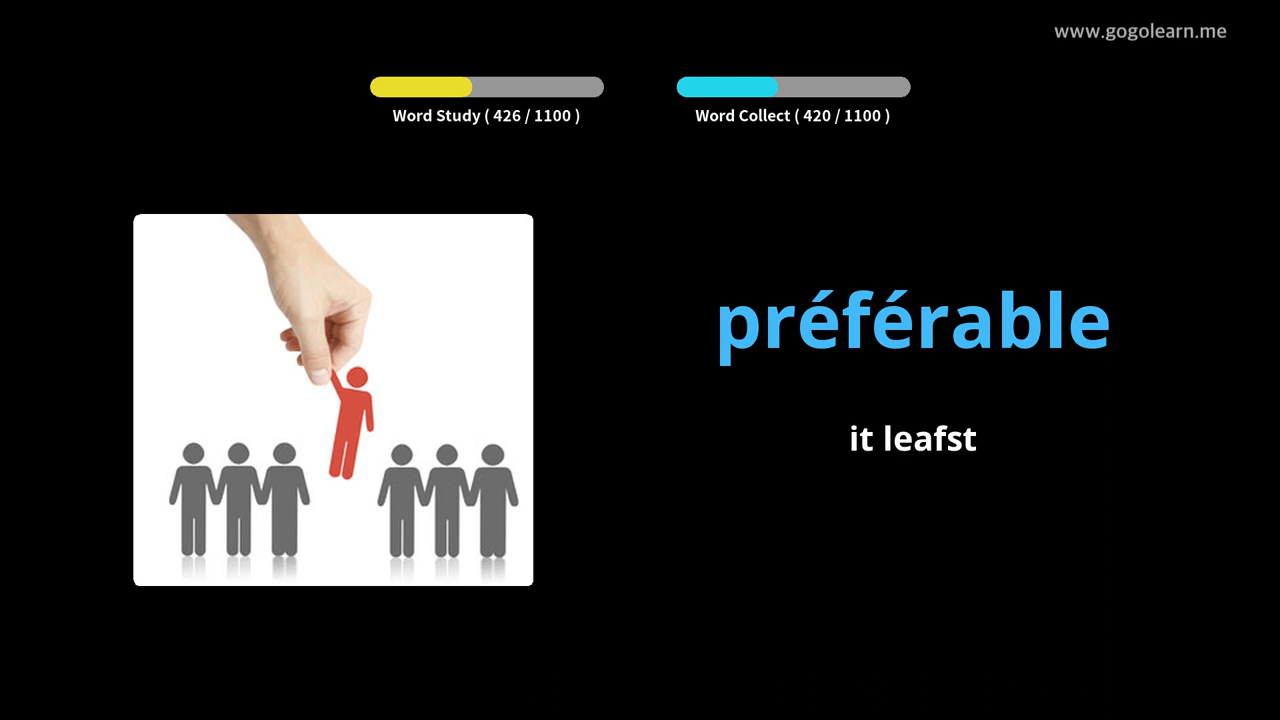 www.gogolearn.me
Word Study ( 426 / 1100 )
Word Collect ( 420 / 1100 )
préférable
it leafst